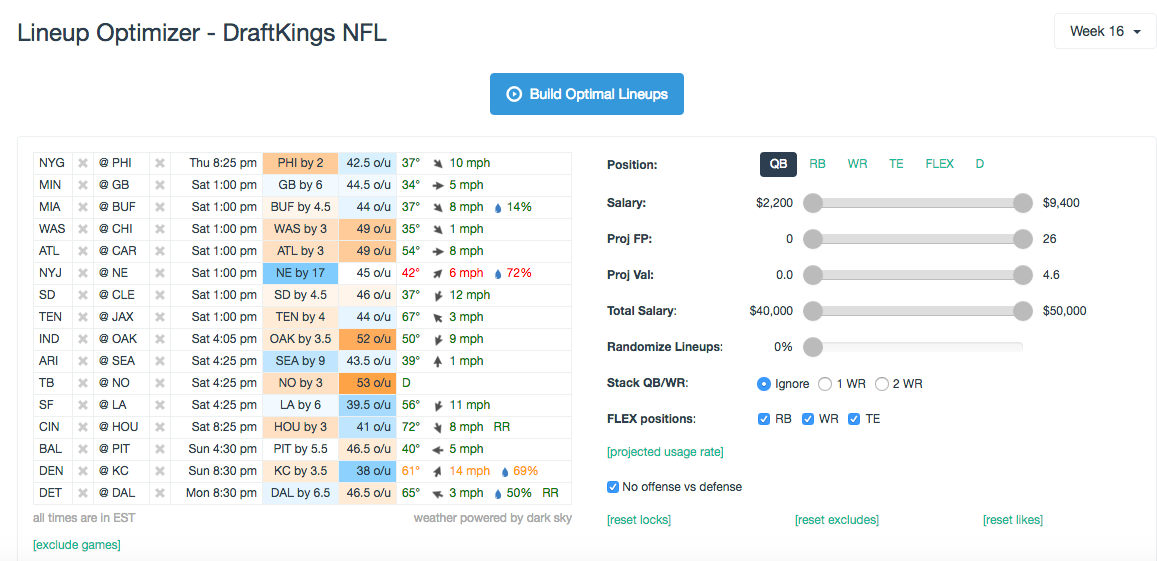 Lineup Optimizer - DraftKings NFL
Week 16
Build Optimal Lineups
NYG @ PHI Thu 8:25 pm PHI by 2 42.5 o/u 37° 10 mph
MIN @ GB Sat 1:00 pm GB by 6 44.5 o/u 34° 5 mph
MIA @ BUF Sat 1:00 pm BUF by 4.5 44 o/u 37° 8 mph 14%
WAS @ CHI Sat 1:00 pm WAS by 3 49 o/u 35° 1 mph
ATL @ CAR Sat 1:00 pm ATL by 3 49 o/u 54° 8 mph
NYJ @ NE Sat 1:00 pm NE by 17 45 o/u 42° 6 mph 72%
SD @ CLE Sat 1:00 pm SD by 4.5 46 o/u 37° 12 mph
TEN @ JAX Sat 1:00 pm TEN by 4 44 o/u 67° 3 mph
IND @ OAK Sat 4:05 pm OAK by 3.5 52 o/u 50° 9 mph
ARI @ SEA Sat 4:25 pm SEA by 9 43.5 o/u 39° 1 mph
TB @ NO Sat 4:25 pm NO by 3 53 o/u D
SF @ LA Sat 4:25 pm LA by 6 39.5 o/u 56° 11 mph
CIN @ HOU Sat 8:25 pm HOU by 3 41 o/u 72° 8 mph RR
BAL @ PIT Sun 4:30 pm PIT by 5.5 46.5 o/u 40° 5 mph
DEN @ KC Sun 8:30 pm KC by 3.5 38 o/u 61° 14 mph 69%
DET @ DAL Mon 8:30 pm DAL by 6.5 46.5 o/u 65° 3 mph 50% RR
all times are in EST weather powered by dark sky
[exclude games]
Position: QB RB WR TE FLEX D
Salary: $2,200 $9,400
Proj FP: 0 26
Proj Val: 0.0 4.6
Total Salary: $40,000 $50,000
Randomize Lineups: 0%
Stack QB/WR: Ignore 1 WR 2 WR
FLEX positions: RB WR TE
[projected usage rate]
No offense vs defense
[reset locks] [reset excludes] [reset likes]